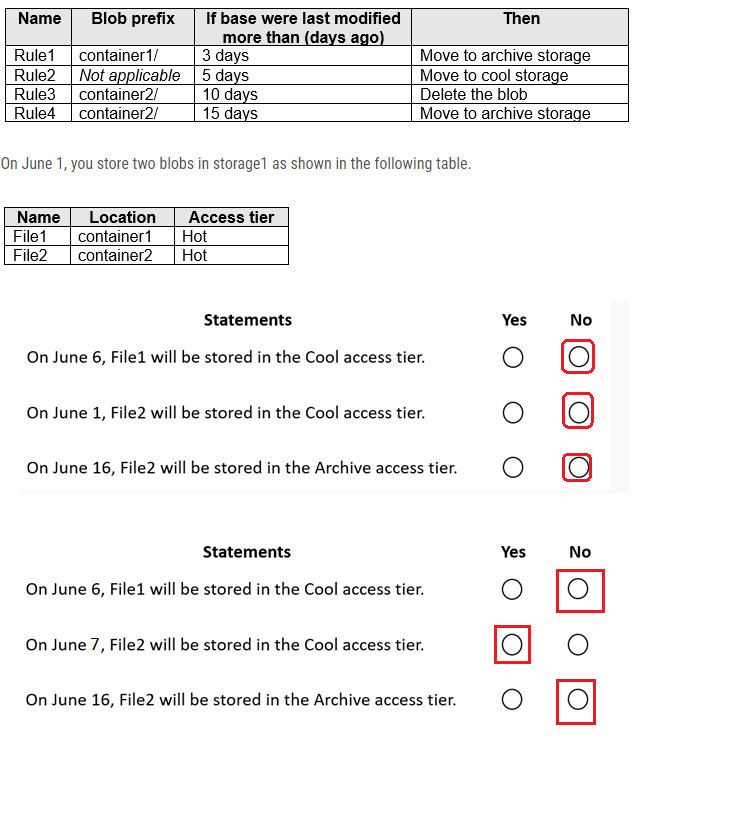 Name Blob prefix If base were last modified more than (days ago) Then
Rule1 container1/ 3 days Move to archive storage
Rule2 Not applicable 5 days Move to cool storage
Rule3 container2/ 10 days Delete the blob
Rule4 container2/ 15 days Move to archive storage
On June 1, you store two blobs in storage1 as shown in the following table.
Name Location Access tier
File1 container1 Hot
File2 container2 Hot
Statements Yes No
On June 6, File1 will be stored in the Cool access tier.
On June 1, File2 will be stored in the Cool access tier.
On June 16, File2 will be stored in the Archive access tier.
Statements Yes No
On June 6, File1 will be stored in the Cool access tier.
On June 7, File2 will be stored in the Cool access tier.
On June 16, File2 will be stored in the Archive access tier.